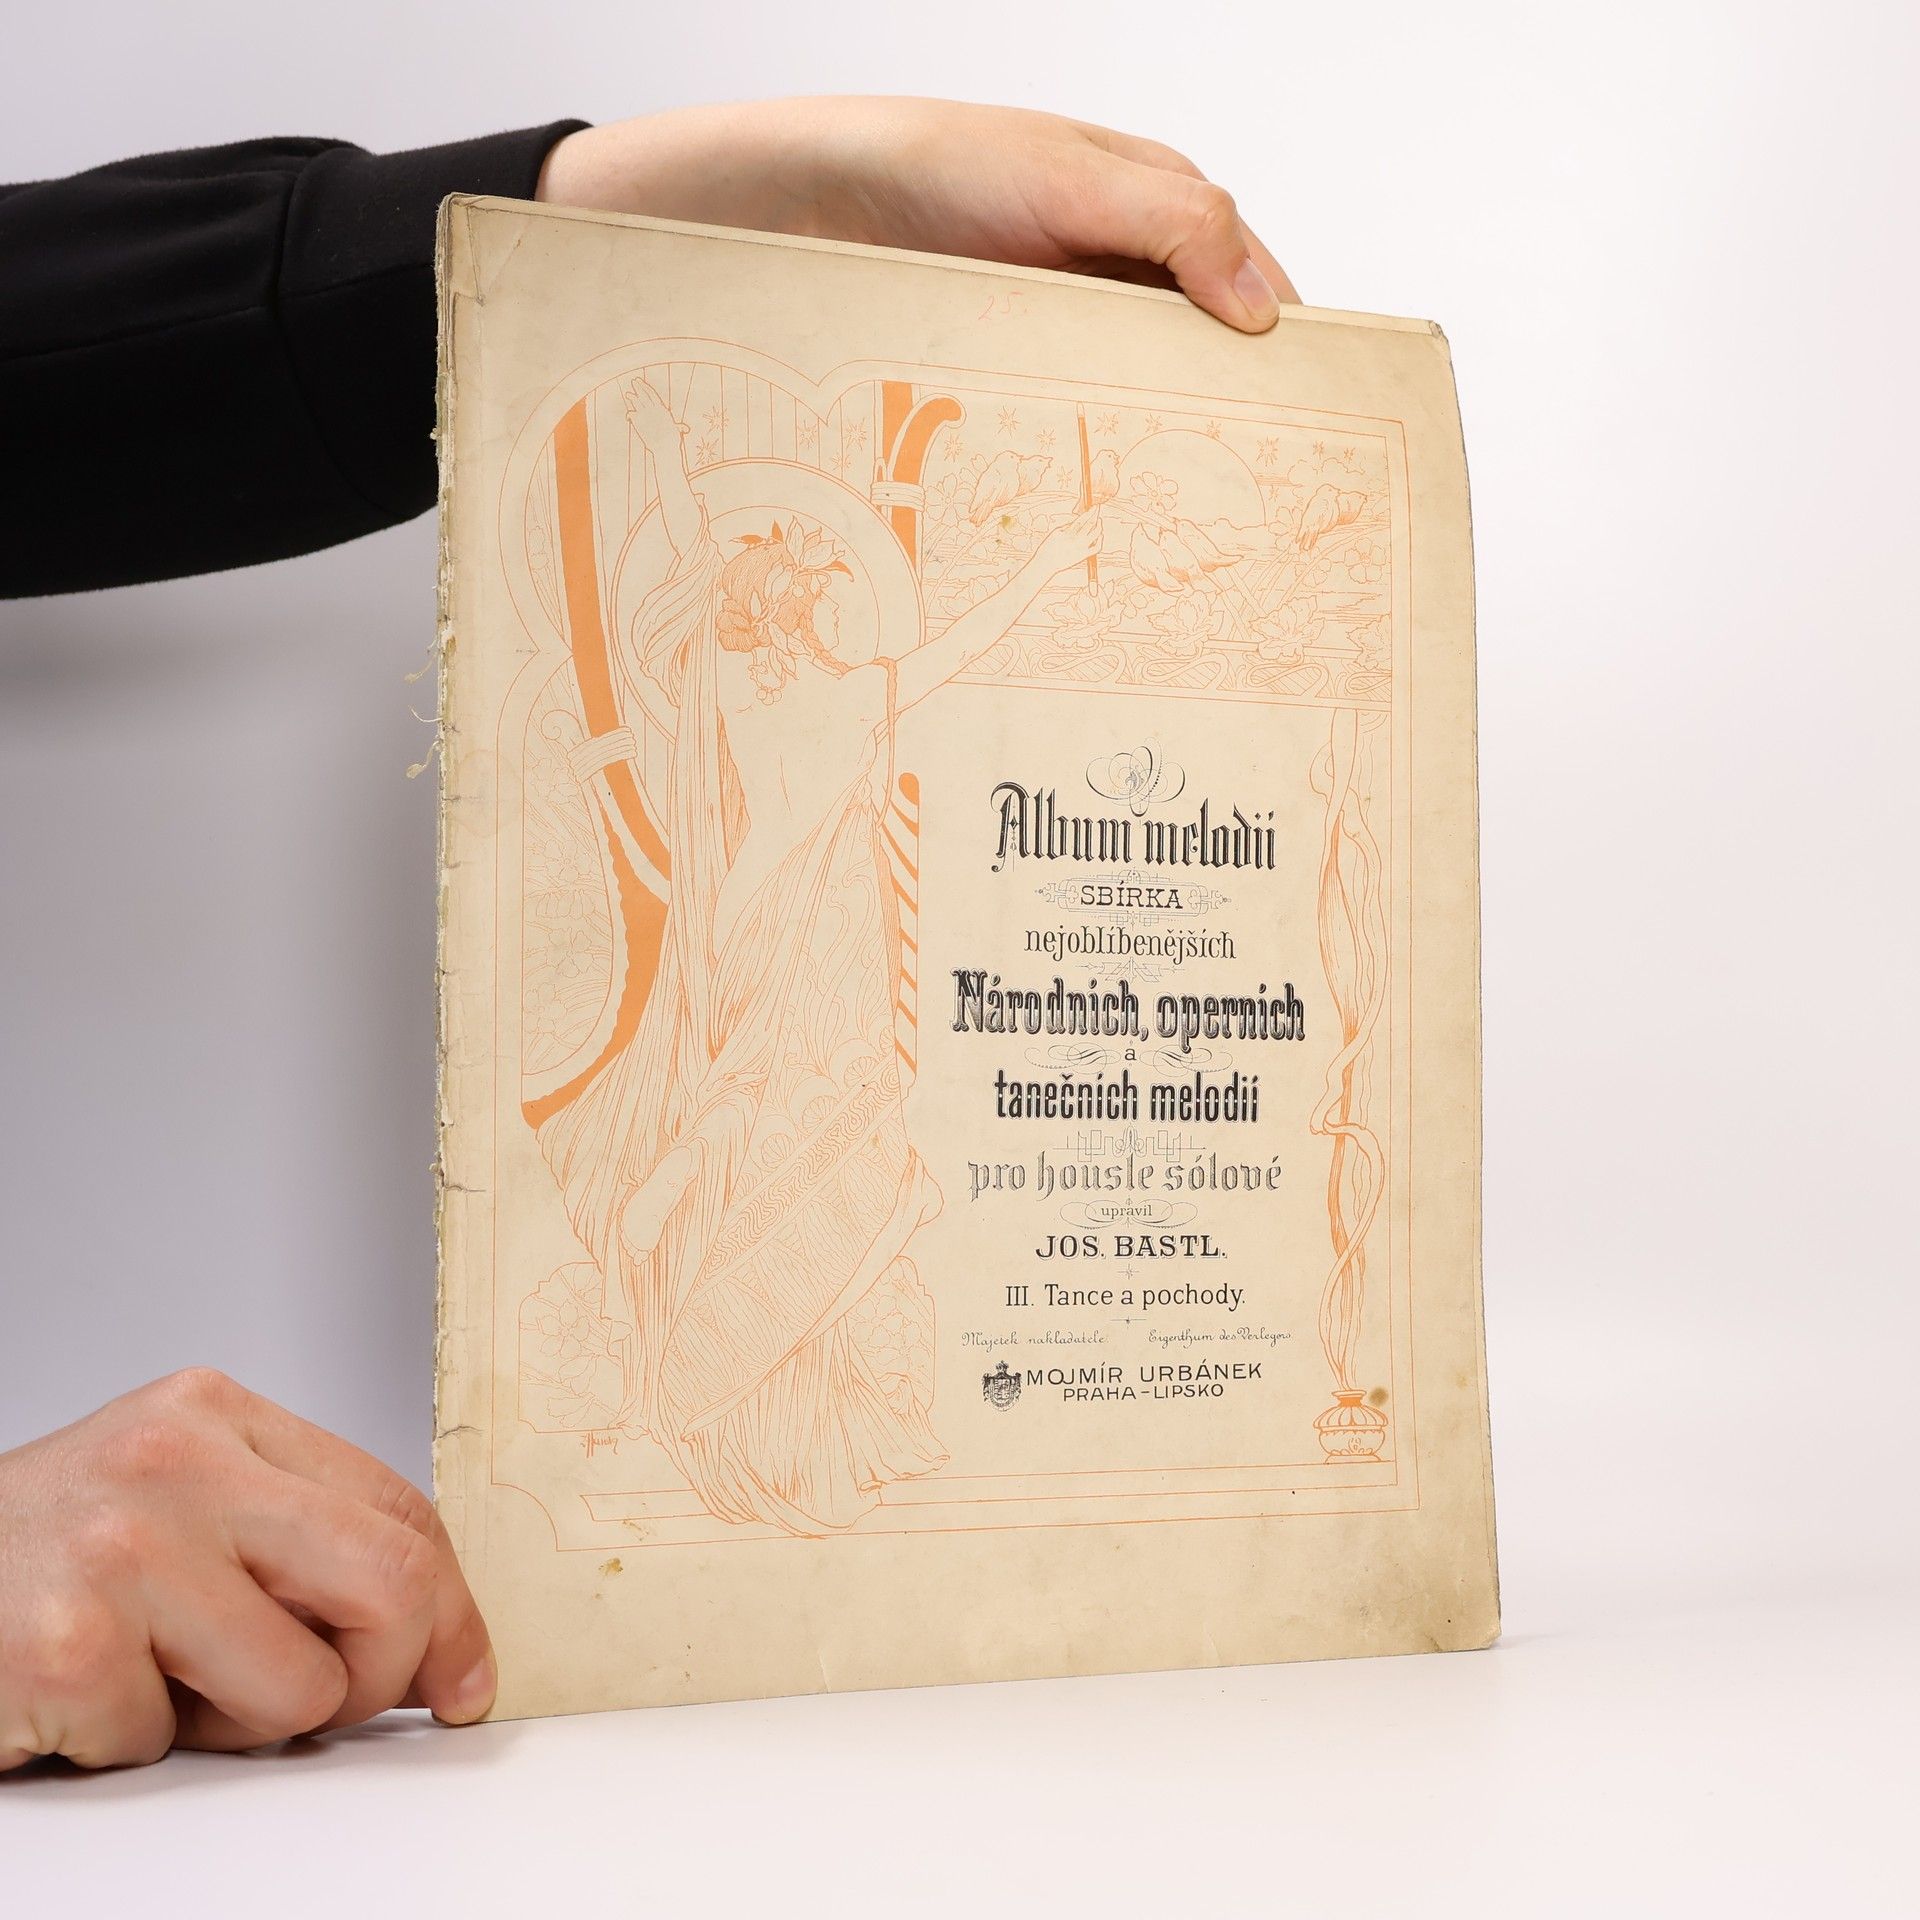 25.
Album melodií
SBÍRKA
nejoblíbenějších
Národních, operních
a
tanečních melodií
pro housle sólové
upravil
JOS. BASTL.
III. Tance a pochody.
Majetek nakladatele. Eigenthum des Verlegers.
MOJMÍR URBÁNEK
PRAHA-LIPSKO